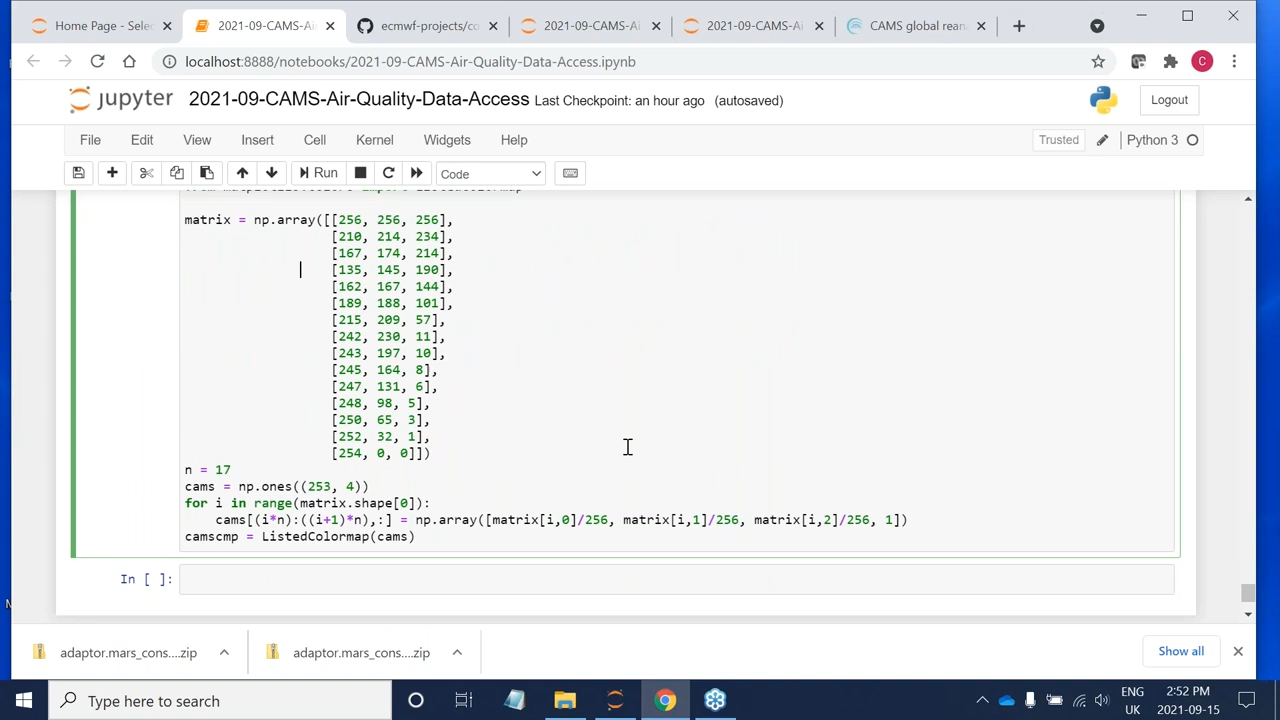 Home Page - Selec
2021-09-CAMS-Air
ecmwf-projects/co
2021-09-CAMS-Ai
2021-09-CAMS-Ai
CAMS global rean
localhost:8888/notebooks/2021-09-CAMS-Air-Quality-Data-Access.ipynb
C
jupyter 2021-09-CAMS-Air-Quality-Data-Access Last Checkpoint: an hour ago (autosaved)
Logout
File Edit View Insert Cell Kernel Widgets Help
Trusted
Python 3
Run
Code
matrix = np.array([[256, 256, 256],
[210, 214, 234],
[167, 174, 214],
[135, 145, 190],
[162, 167, 144],
[189, 188, 101],
[215, 209, 57],
[242, 230, 11],
[243, 197, 10],
[245, 164, 8],
[247, 131, 6],
[248, 98, 5],
[250, 65, 3],
[252, 32, 1],
[254, 0, 0]])
n = 17
cams = np.ones((253, 4))
for i in range(matrix.shape[0]):
cams[(i*n):((i+1)*n),:] = np.array([matrix[i,0]/256, matrix[i,1]/256, matrix[i,2]/256, 1])
camscmp = ListedColormap(cams)
In [ ]:
adaptor.mars_cons....zip
adaptor.mars_cons....zip
Show all
Type here to search
ENG
UK
2:52 PM
2021-09-15